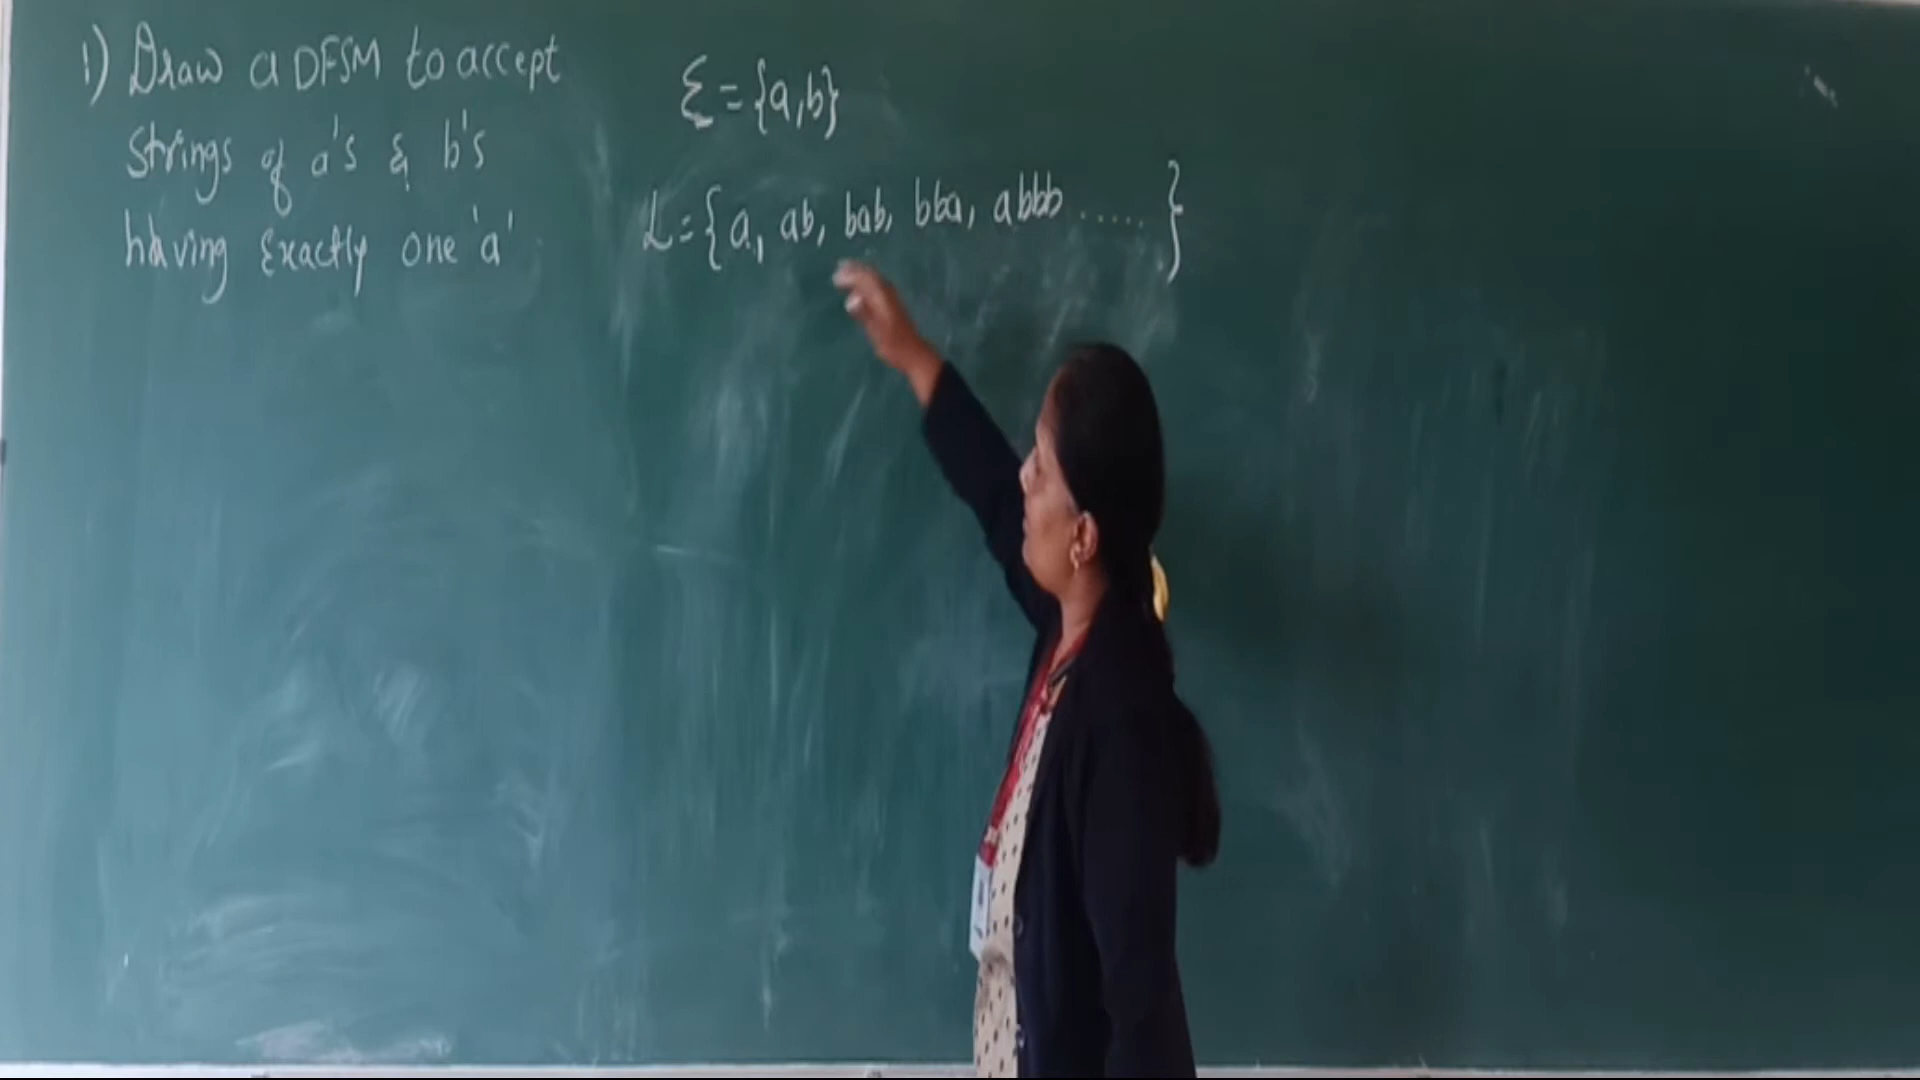 1) Draw a DFSM to accept
strings of a's & b's
having exactly one 'a'
Σ = {a,b}
L = {a, ab, bab, bba, abbb ..... }